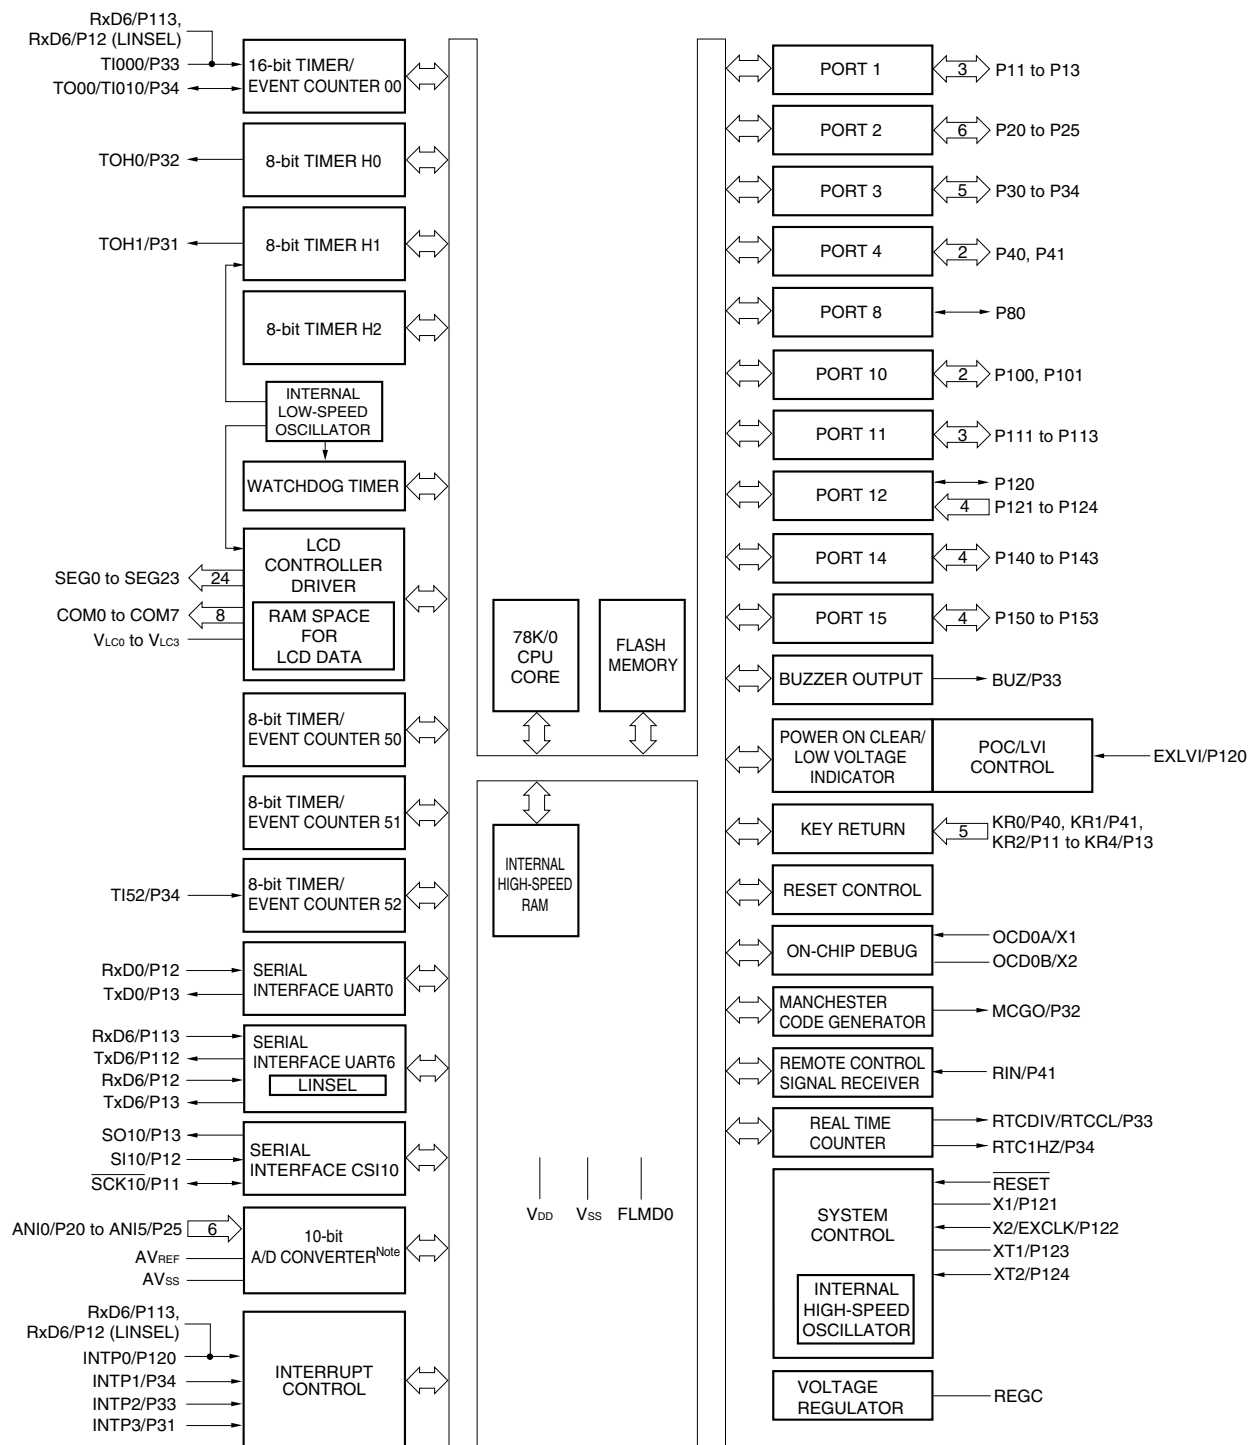 RxD6/P113,
RxD6/P12 (LINSEL)
TI000/P33
TO00/TI010/P34
16-bit TIMER/
EVENT COUNTER 00
TOH0/P32
8-bit TIMER H0
TOH1/P31
8-bit TIMER H1
8-bit TIMER H2
INTERNAL
LOW-SPEED
OSCILLATOR
WATCHDOG TIMER
LCD
CONTROLLER
DRIVER
SEG0 to SEG23
24
COM0 to COM7
8
VLC0 to VLC3
RAM SPACE
FOR
LCD DATA
8-bit TIMER/
EVENT COUNTER 50
8-bit TIMER/
EVENT COUNTER 51
TI52/P34
8-bit TIMER/
EVENT COUNTER 52
RxD0/P12
TxD0/P13
SERIAL
INTERFACE UART0
RxD6/P113
TxD6/P112
RxD6/P12
TxD6/P13
SERIAL
INTERFACE UART6
LINSEL
SO10/P13
SI10/P12
SCK10/P11
SERIAL
INTERFACE CSI10
ANI0/P20 to ANI5/P25
6
AVREF
AVSS
10-bit
A/D CONVERTERNote
RxD6/P113,
RxD6/P12 (LINSEL)
INTP0/P120
INTP1/P34
INTP2/P33
INTP3/P31
INTERRUPT
CONTROL
78K/0
CPU
CORE
FLASH
MEMORY
INTERNAL
HIGH-SPEED
RAM
VDD
VSS
FLMD0
PORT 1
3
P11 to P13
PORT 2
6
P20 to P25
PORT 3
5
P30 to P34
PORT 4
2
P40, P41
PORT 8
P80
PORT 10
2
P100, P101
PORT 11
3
P111 to P113
PORT 12
P120
4
P121 to P124
PORT 14
4
P140 to P143
PORT 15
4
P150 to P153
BUZZER OUTPUT
BUZ/P33
POWER ON CLEAR/
LOW VOLTAGE
INDICATOR
POC/LVI
CONTROL
EXLVI/P120
KEY RETURN
5
KR0/P40, KR1/P41,
KR2/P11 to KR4/P13
RESET CONTROL
ON-CHIP DEBUG
OCD0A/X1
OCD0B/X2
MANCHESTER
CODE GENERATOR
MCGO/P32
REMOTE CONTROL
SIGNAL RECEIVER
RIN/P41
REAL TIME
COUNTER
RTCDIV/RTCCL/P33
RTC1HZ/P34
SYSTEM
CONTROL
RESET
X1/P121
X2/EXCLK/P122
XT1/P123
XT2/P124
INTERNAL
HIGH-SPEED
OSCILLATOR
VOLTAGE
REGULATOR
REGC